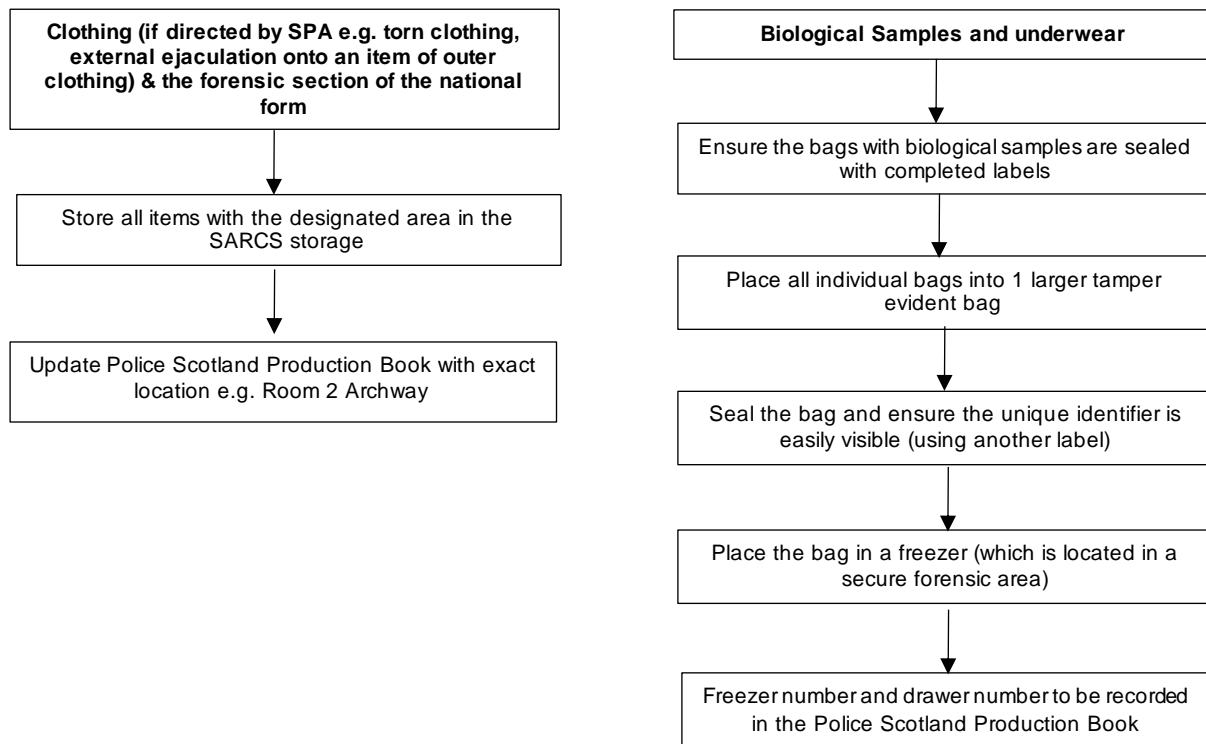 Clothing (if directed by SPA e.g. torn clothing,
external ejaculation onto an item of outer
clothing) & the forensic section of the national
form
Store all items with the designated area in the
SARCS storage
Update Police Scotland Production Book with exact
location e.g. Room 2 Archway
Biological Samples and underwear
Ensure the bags with biological samples are sealed
with completed labels
Place all individual bags into 1 larger tamper
evident bag
Seal the bag and ensure the unique identifier is
easily visible (using another label)
Place the bag in a freezer (which is located in a
secure forensic area)
Freezer number and drawer number to be recorded
in the Police Scotland Production Book